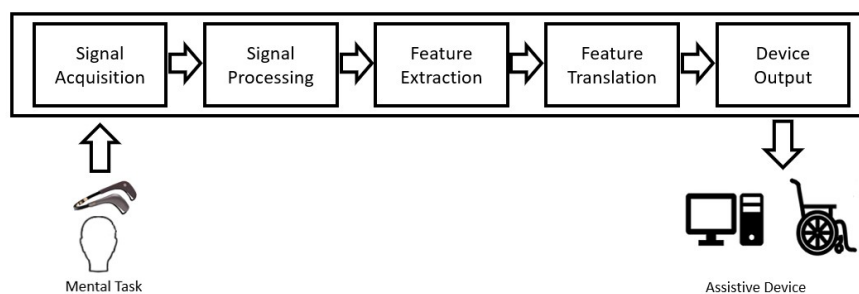 Signal
Acquisition
Signal
Processing
Feature
Extraction
Feature
Translation
Device
Output
Mental Task
Assistive Device